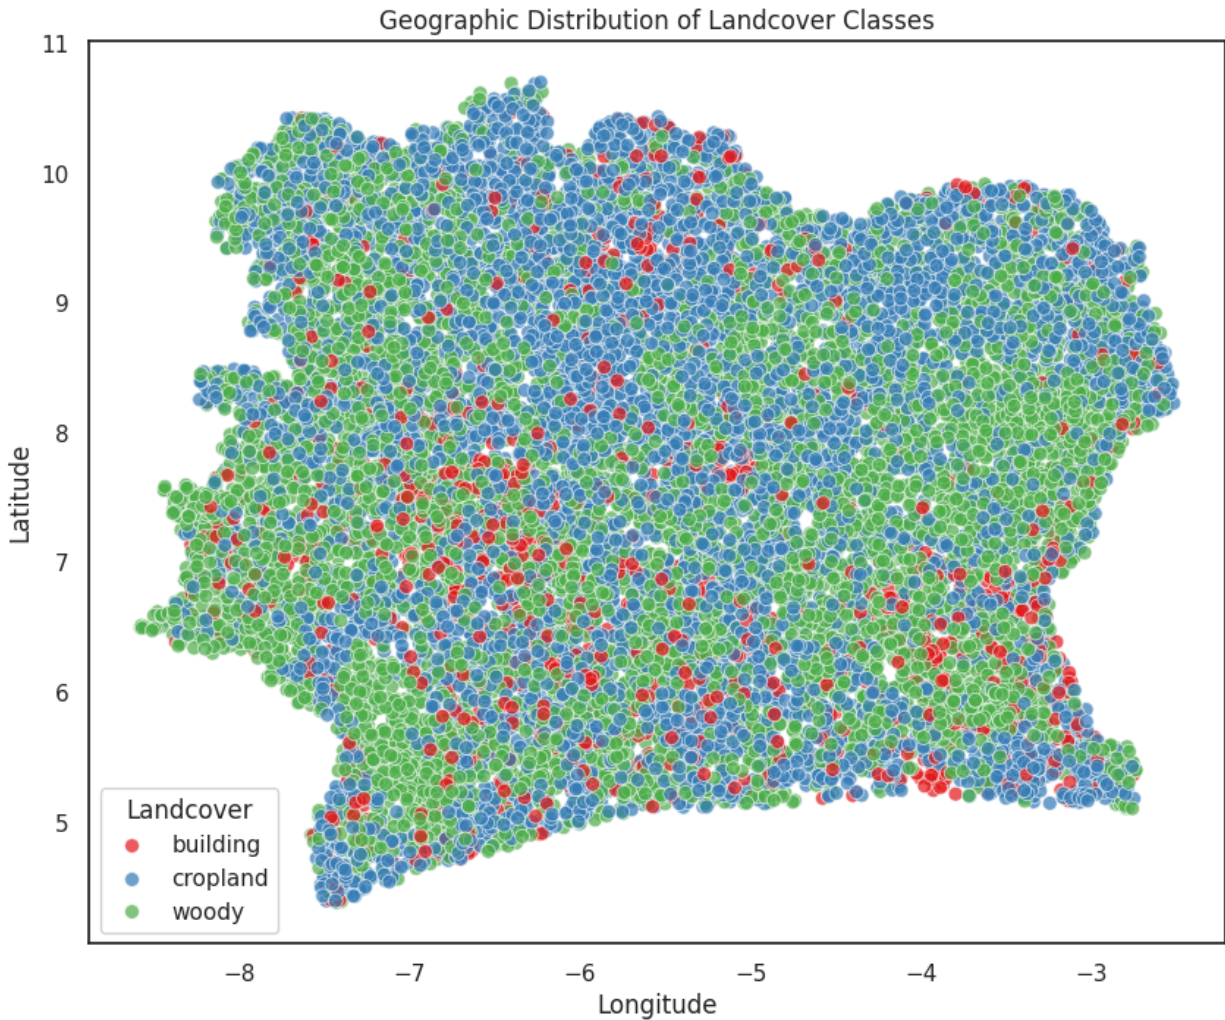 Geographic Distribution of Landcover Classes
11
10
9
8
7
6
5
Latitude
Landcover
building
cropland
woody
−8 −7 −6 −5 −4 −3
Longitude